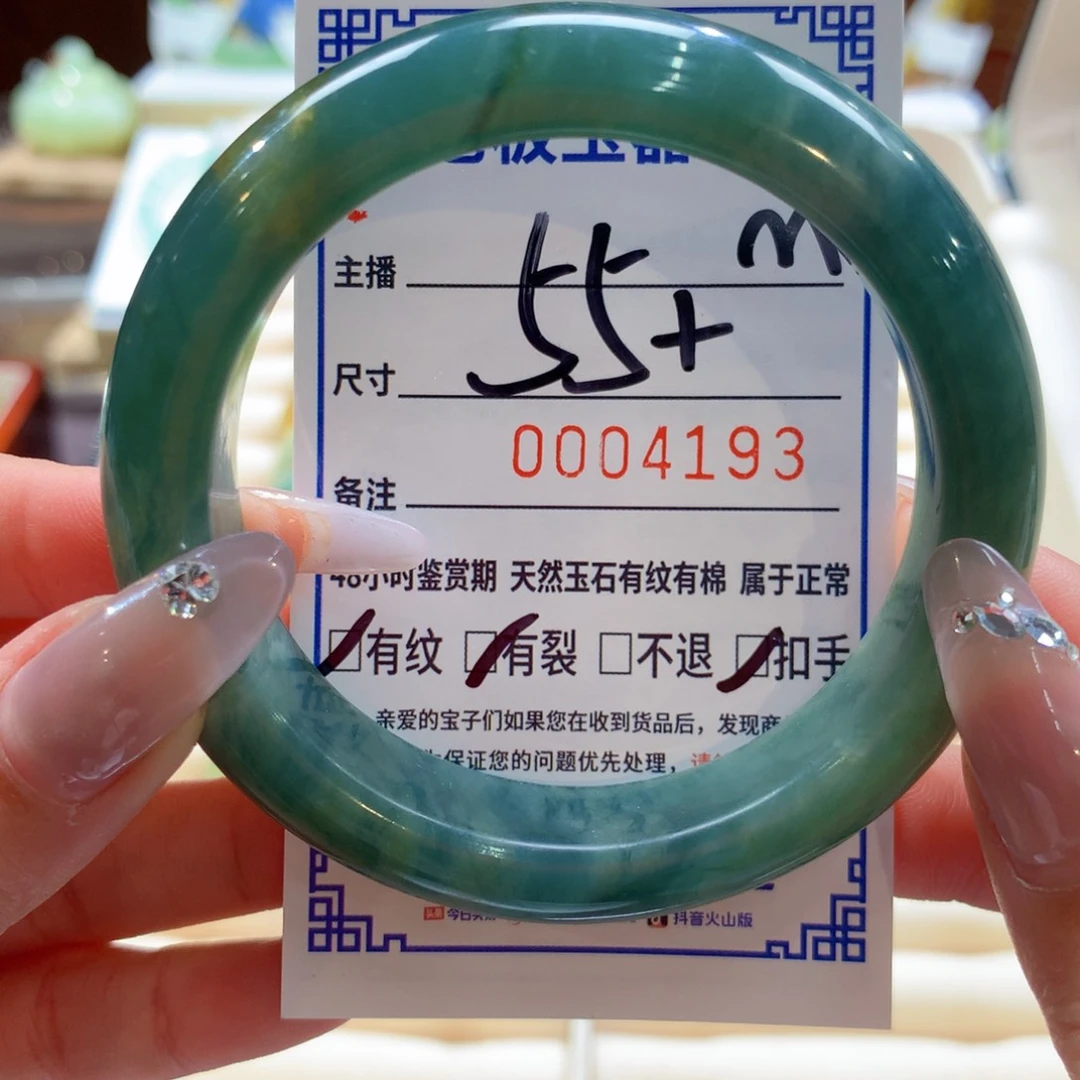 主播
尺寸 55+
0004193
备注
48小时鉴赏期 天然玉石有纹有棉 属于正常
□有纹 □有裂 □不退 □扣手
亲爱的宝子们如果您在收到货品后，发现
保证您的问题优先处理，
今日 抖音火山版